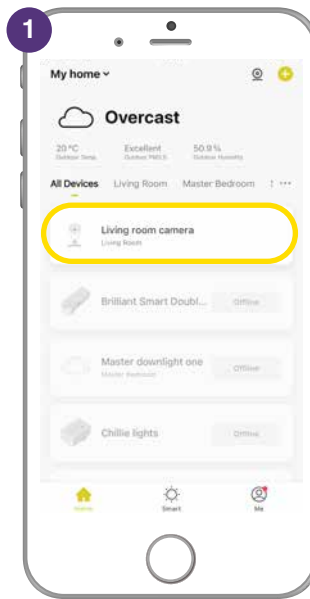 1
My home
Overcast
20 °C Excellent 50.9 %
Outdoor Temp. Outdoor PM2.5 Outdoor Humidity
All Devices Living Room Master Bedroom
Living room camera
Living Room
Brilliant Smart Doubl... Offline
Master downlight one Offline
Master Bedroom
Chillie lights Offline
Home Smart Me